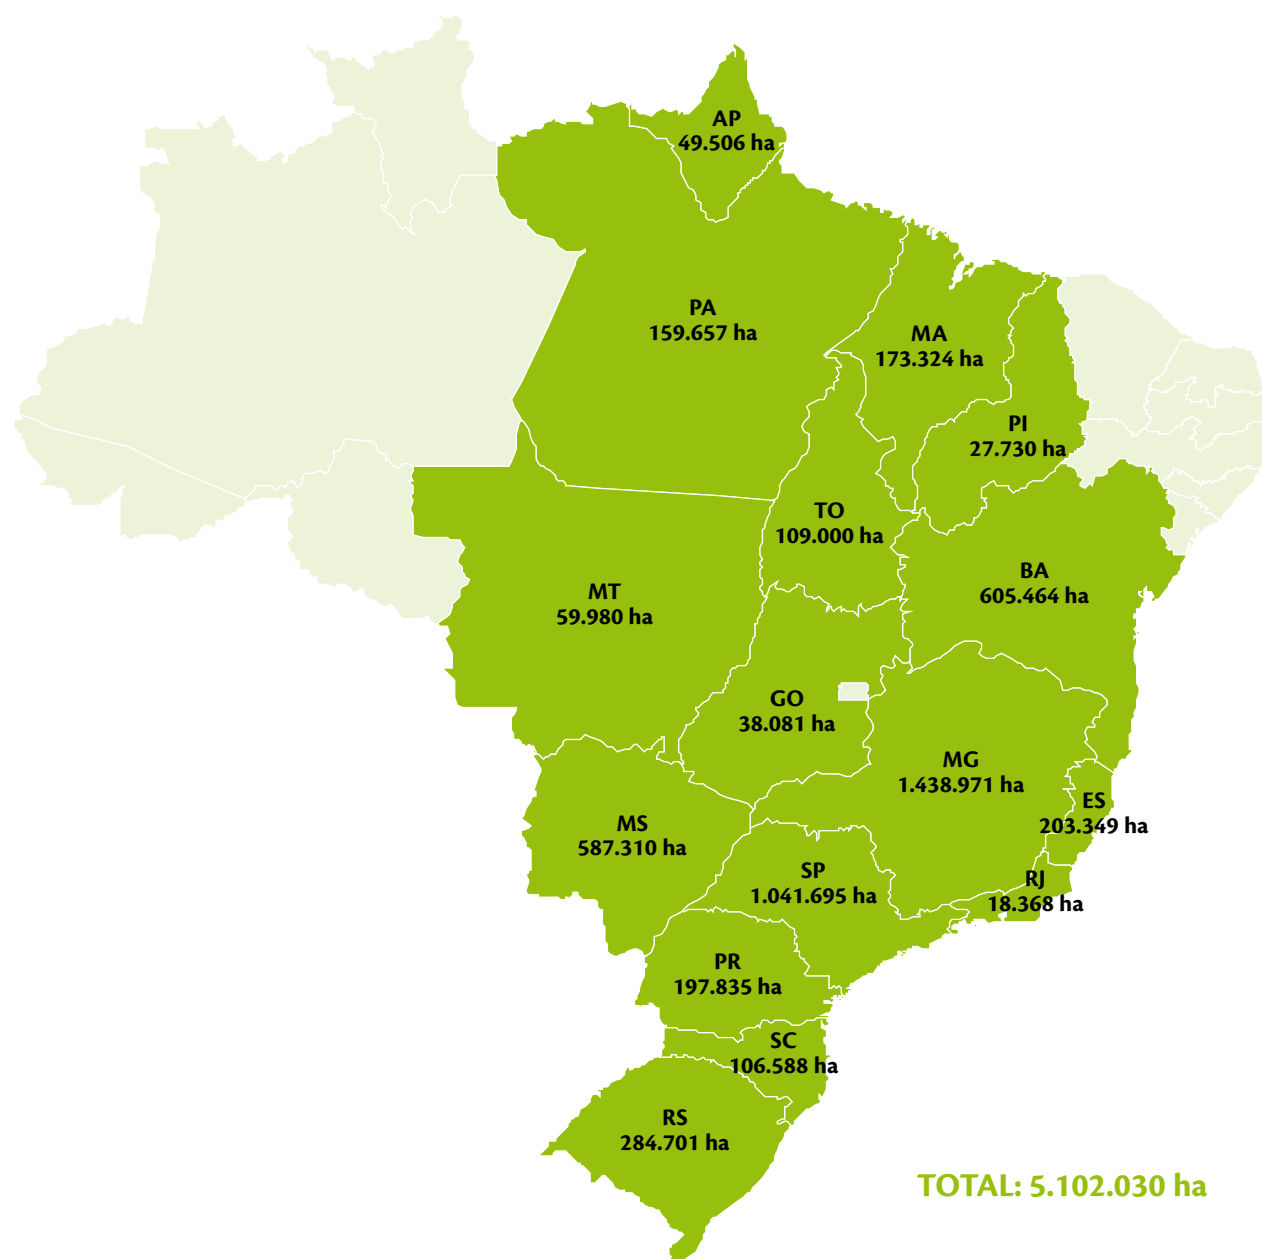 AP
49.506 ha
PA
159.657 ha
MA
173.324 ha
PI
27.730 ha
TO
109.000 ha
BA
605.464 ha
MT
59.980 ha
GO
38.081 ha
MG
1.438.971 ha
ES
203.349 ha
MS
587.310 ha
SP
1.041.695 ha
RJ
18.368 ha
PR
197.835 ha
SC
106.588 ha
RS
284.701 ha
TOTAL: 5.102.030 ha